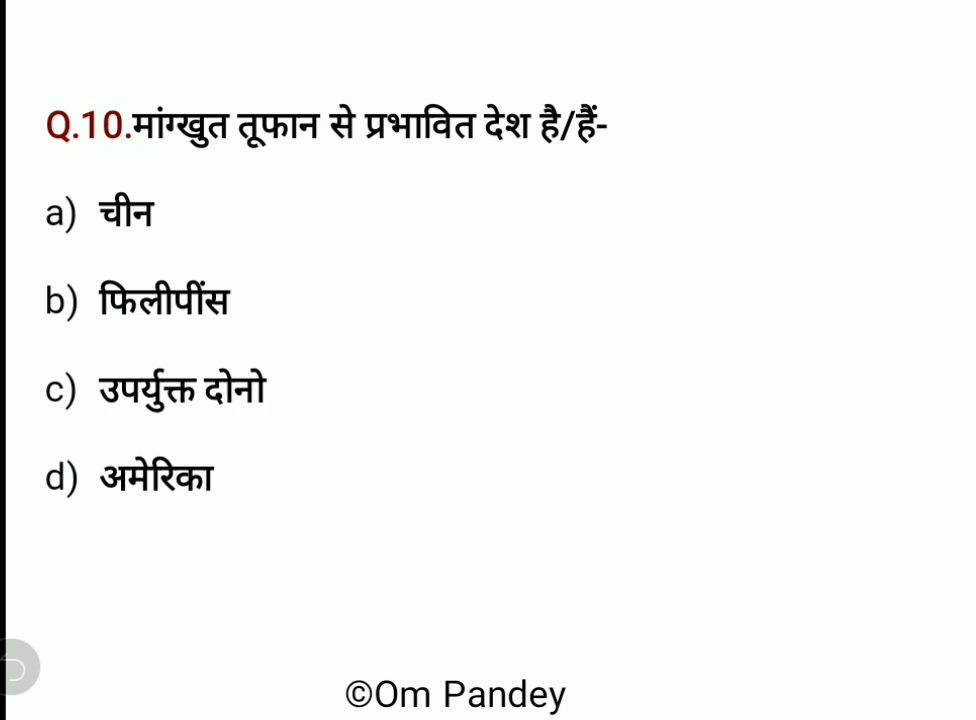 Q.10.मांग्खुत तूफान से प्रभावित देश है/हैं-
a) चीन
b) फिलीपींस
c) उपर्युक्त दोनो
d) अमेरिका
©Om Pandey